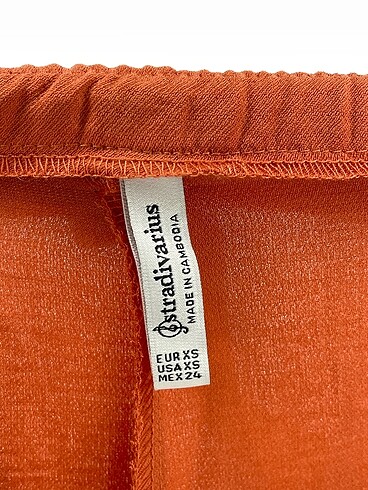 stradivarius
MADE IN CAMBODIA
EUR XS
USA XS
MEX 24